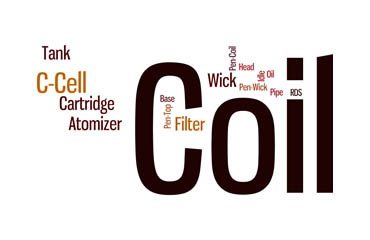 Tank
C-Cell
Cartridge
Atomizer
Base
Pen-Top
Filter
Coil
Wick
Pen-Coil
Head
Idle
Oil
Pen-Wick
Pipe
RDS